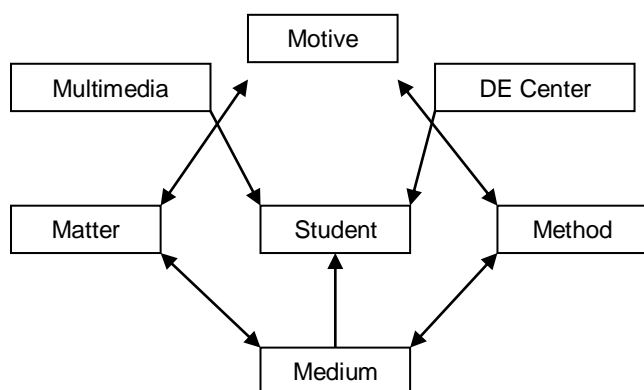 Motive
Multimedia
DE Center
Matter
Student
Method
Medium